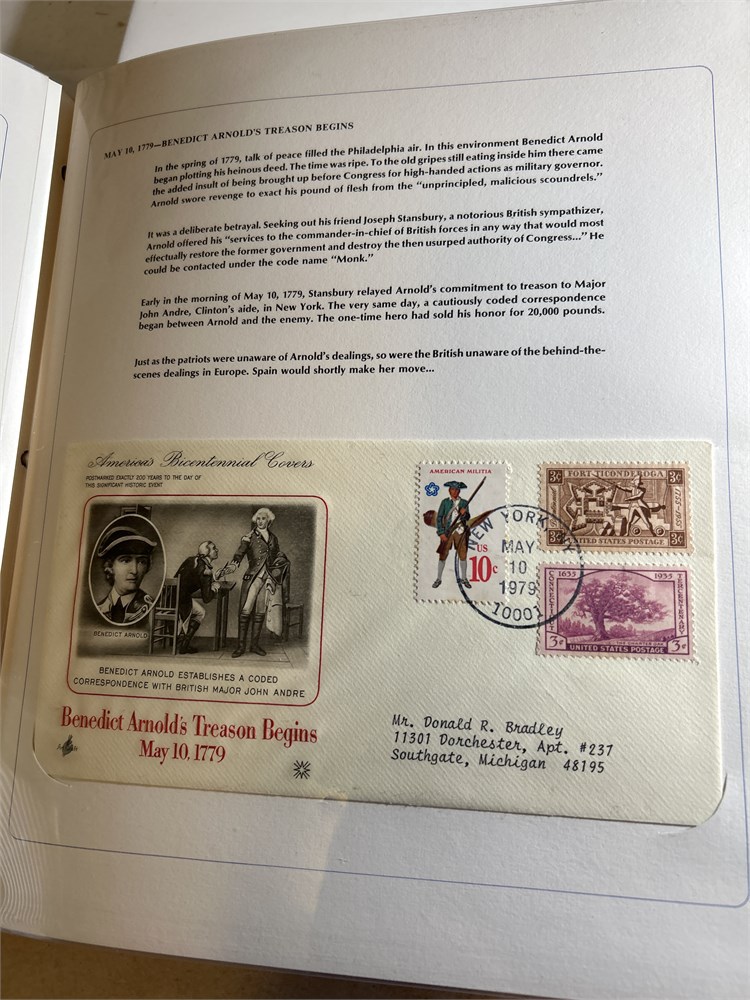 MAY 10, 1779—BENEDICT ARNOLD'S TREASON BEGINS
In the spring of 1779, talk of peace filled the Philadelphia air. In this environment Benedict Arnold
began plotting his heinous deed. The time was ripe. To the old gripes still eating inside him there came
the added insult of being brought up before Congress for high-handed actions as military governor.
Arnold swore revenge to exact his pound of flesh from the "unprincipled, malicious scoundrels."
It was a deliberate betrayal. Seeking out his friend Joseph Stansbury, a notorious British sympathizer,
Arnold offered his "services to the commander-in-chief of British forces in any way that would most
effectually restore the former government and destroy the then usurped authority of Congress..." He
could be contacted under the code name "Monk."
Early in the morning of May 10, 1779, Stansbury relayed Arnold's commitment to treason to Major
John Andre, Clinton's aide, in New York. The very same day, a cautiously coded correspondence
began between Arnold and the enemy. The one-time hero had sold his honor for 20,000 pounds.
Just as the patriots were unaware of Arnold's dealings, so were the British unaware of the behind-the-
scenes dealings in Europe. Spain would shortly make her move...
America's Bicentennial Covers
POSTMARKED EXACTLY 200 YEARS TO THE DAY OF
THIS SIGNIFICANT HISTORIC EVENT
BENEDICT ARNOLD
BENEDICT ARNOLD ESTABLISHES A CODED
CORRESPONDENCE WITH BRITISH MAJOR JOHN ANDRE
Benedict Arnold's Treason Begins
May 10, 1779
AMERICAN MILITIA
US
10c
NEW YORK
MAY
10
1979
10001
3¢ FORT TICONDEROGA 3¢
1755-1955
3¢ UNITED STATES POSTAGE 3¢
1635 1935
CONNECTICUT
TERCENTENARY
THE CHARTER OAK
3¢ UNITED STATES POSTAGE 3¢
Mr. Donald R. Bradley
11301 Dorchester, Apt. #237
Southgate, Michigan 48195